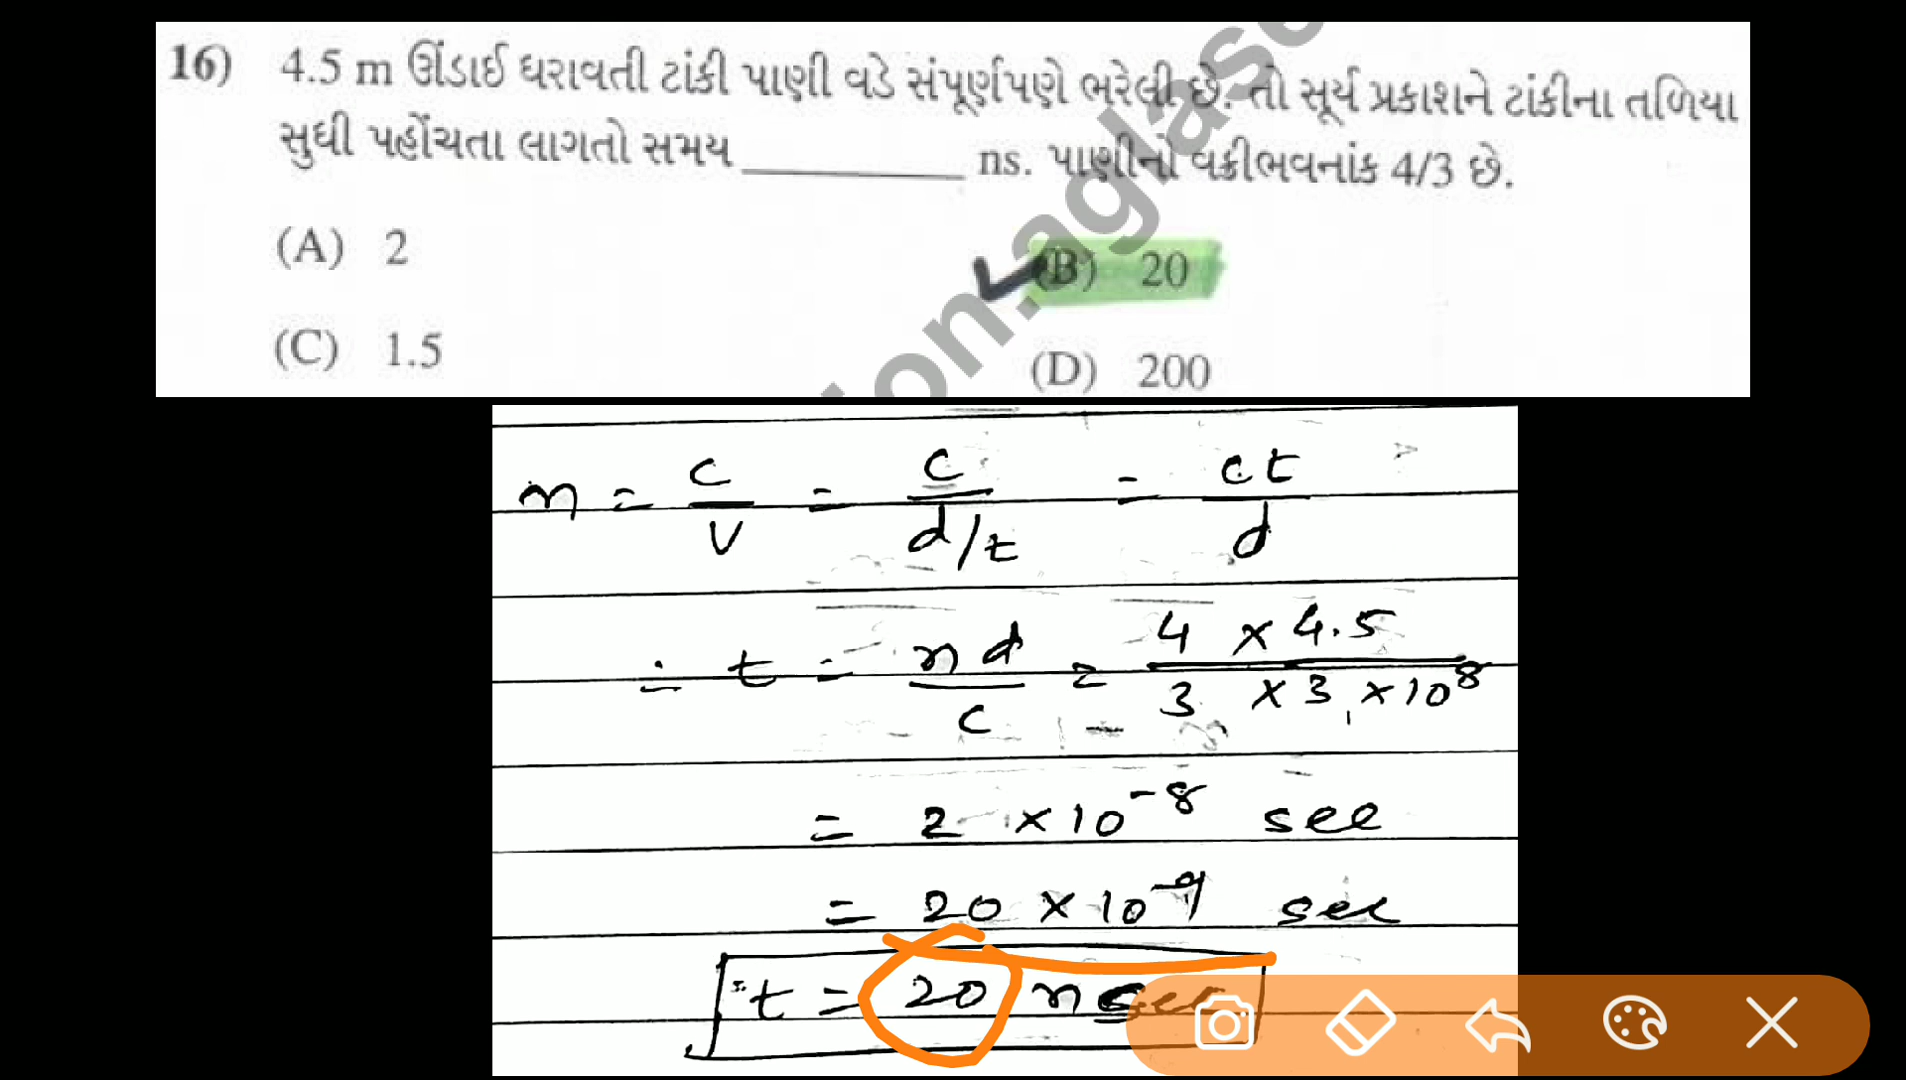 16) 4.5 m ઊંડાઈ ધરાવતી ટાંકી પાણી વડે સંપૂર્ણપણે ભરેલી છે. તો સૂર્ય પ્રકાશને ટાંકીના તળિયા
સુધી પહોંચતા લાગતો સમય ________ ns. પાણીનો વક્રીભવનાંક 4/3 છે.
(A) 2
(B) 20
(C) 1.5
(D) 200
n = c/v = c/(d/t) = ct/d
∴ t = nd/c = 4 × 4.5 / 3 × 3 × 10⁸
= 2 × 10⁻⁸ sec
= 20 × 10⁻⁹ sec
∴ t = 20 nsec